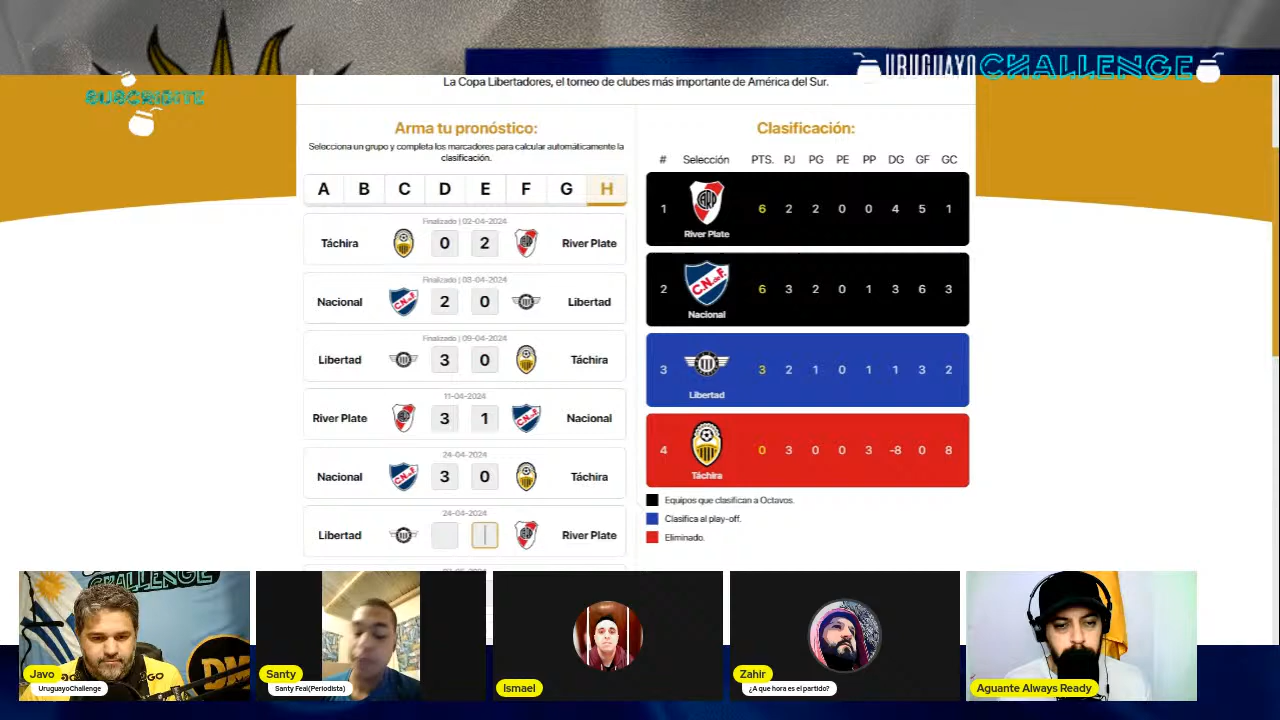 URUGUAYO CHALLENGE
SUSCRIBITE
La Copa Libertadores, el torneo de clubes más importante de América del Sur.
Arma tu pronóstico:
Selecciona un grupo y completa los marcadores para calcular automáticamente la
clasificación.
A B C D E F G H
Finalizado | 02-04-2024
Táchira 0 2 River Plate
Finalizado | 03-04-2024
Nacional 2 0 Libertad
Finalizado | 09-04-2024
Libertad 3 0 Táchira
11-04-2024
River Plate 3 1 Nacional
24-04-2024
Nacional 3 0 Táchira
24-04-2024
Libertad River Plate
Clasificación:
# Selección PTS. PJ PG PE PP DG GF GC
1 River Plate 6 2 2 0 0 4 5 1
2 Nacional 6 3 2 0 1 3 6 3
3 Libertad 3 2 1 0 1 1 3 2
4 Táchira 0 3 0 0 3 -8 0 8
Equipos que clasifican a Octavos.
Clasifica al play-off.
Eliminado.
CHALLENGE
Javo
UruguayoChallenge
Santy
Santy Feal(Periodista)
Ismael
Zahir
¿A que hora es el partido?
Aguante Always Ready